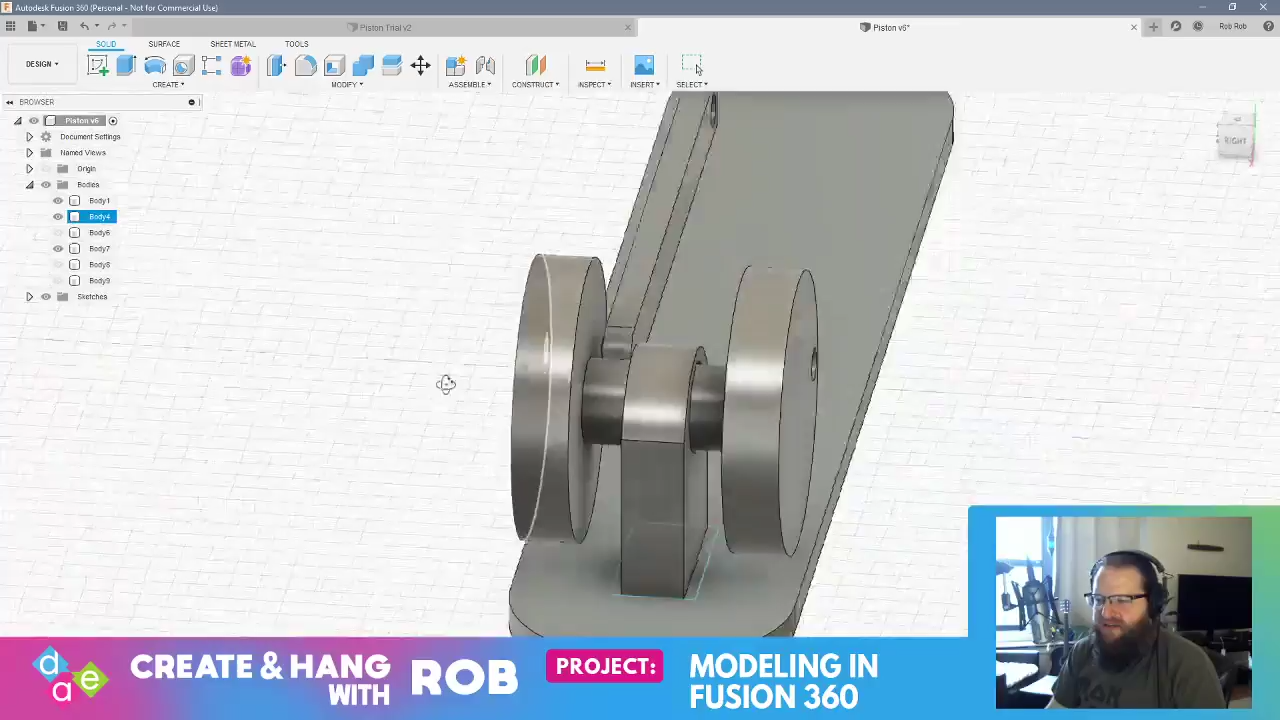 Autodesk Fusion 360 (Personal - Not for Commercial Use)
Piston Trial v2
Piston v6*
Rob Rob
DESIGN
SOLID
SURFACE
SHEET METAL
TOOLS
CREATE
MODIFY
ASSEMBLE
CONSTRUCT
INSPECT
INSERT
SELECT
BROWSER
Piston v6
Document Settings
Named Views
Origin
Bodies
Body1
Body4
Body6
Body7
Body8
Body9
Sketches
RIGHT
dae
CREATE & HANG
WITH
ROB
PROJECT:
MODELING IN
FUSION 360